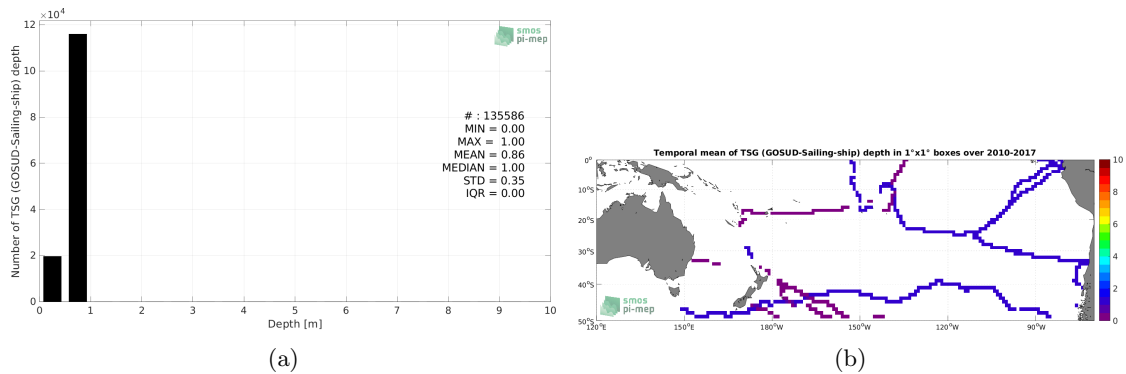 ×10⁴
12
10
8
6
4
2
0
0 1 2 3 4 5 6 7 8 9 10
Number of TSG (GOSUD-Sailing-ship) depth
Depth [m]
smos
pi-mep
# : 135586
MIN = 0.00
MAX = 1.00
MEAN = 0.86
MEDIAN = 1.00
STD = 0.35
IQR = 0.00
(a)
Temporal mean of TSG (GOSUD-Sailing-ship) depth in 1°x1° boxes over 2010-2017
0°
10°S
20°S
30°S
40°S
50°S
120°E 150°E 180°W 150°W 120°W 90°W
smos
pi-mep
10
8
6
4
2
0
(b)